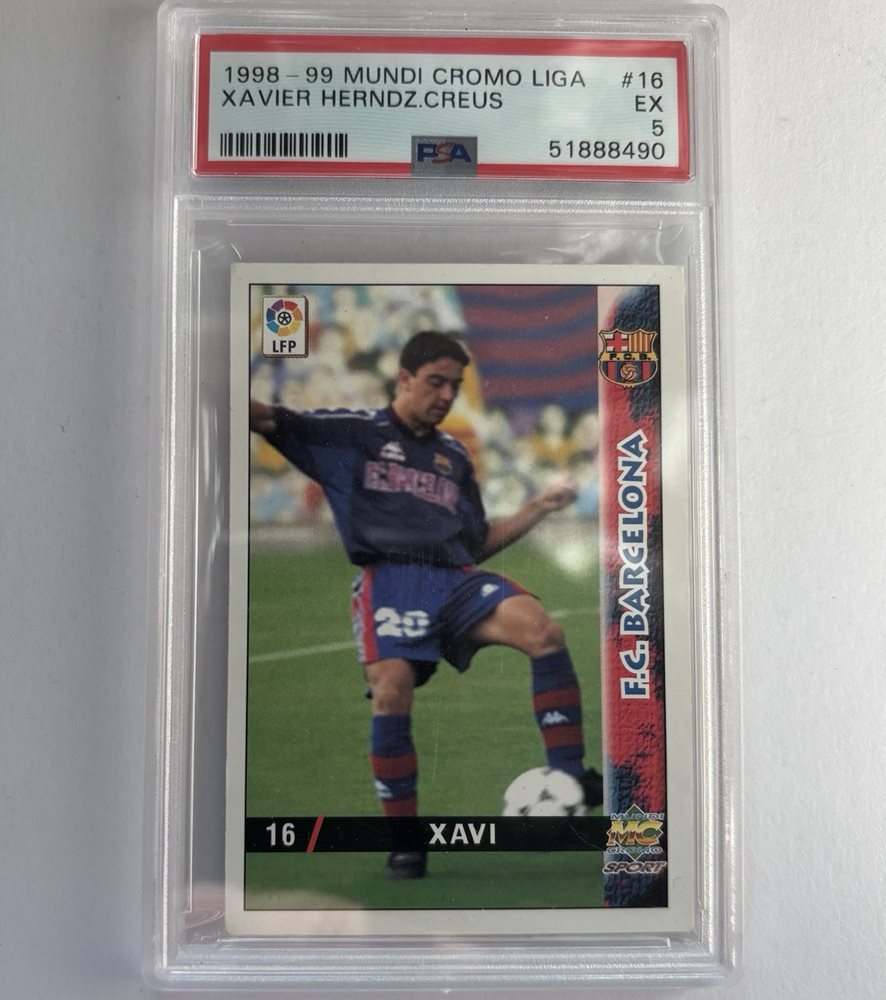 1998-99 MUNDI CROMO LIGA #16
XAVIER HERNDZ.CREUS EX
5
PSA 51888490
LFP
F.C.B.
F.C. BARCELONA
20
16 / XAVI
MUNDI
MC
CROMO
SPORT